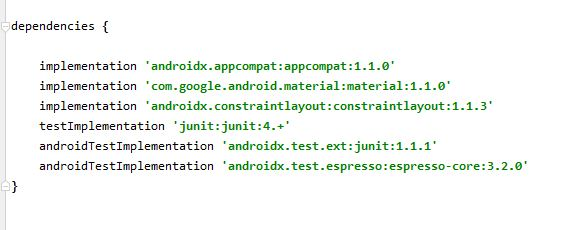 dependencies {
implementation 'androidx.appcompat:appcompat:1.1.0'
implementation 'com.google.android.material:material:1.1.0'
implementation 'androidx.constraintlayout:constraintlayout:1.1.3'
testImplementation 'junit:junit:4.+'
androidTestImplementation 'androidx.test.ext:junit:1.1.1'
androidTestImplementation 'androidx.test.espresso:espresso-core:3.2.0'
}